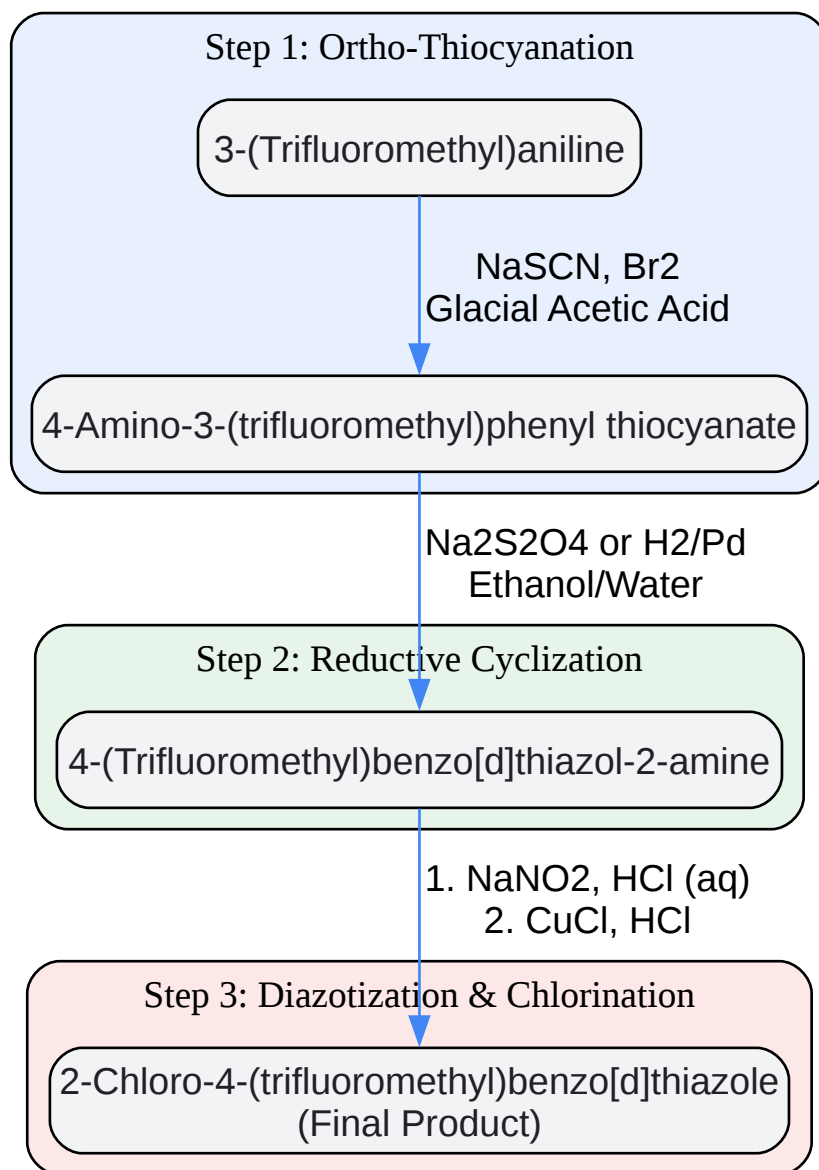 Step 1: Ortho-Thiocyanation
3-(Trifluoromethyl)aniline
NaSCN, Br2
Glacial Acetic Acid
4-Amino-3-(trifluoromethyl)phenyl thiocyanate
Na2S2O4 or H2/Pd
Ethanol/Water
Step 2: Reductive Cyclization
4-(Trifluoromethyl)benzo[d]thiazol-2-amine
1. NaNO2, HCl (aq)
2. CuCl, HCl
Step 3: Diazotization & Chlorination
2-Chloro-4-(trifluoromethyl)benzo[d]thiazole
(Final Product)